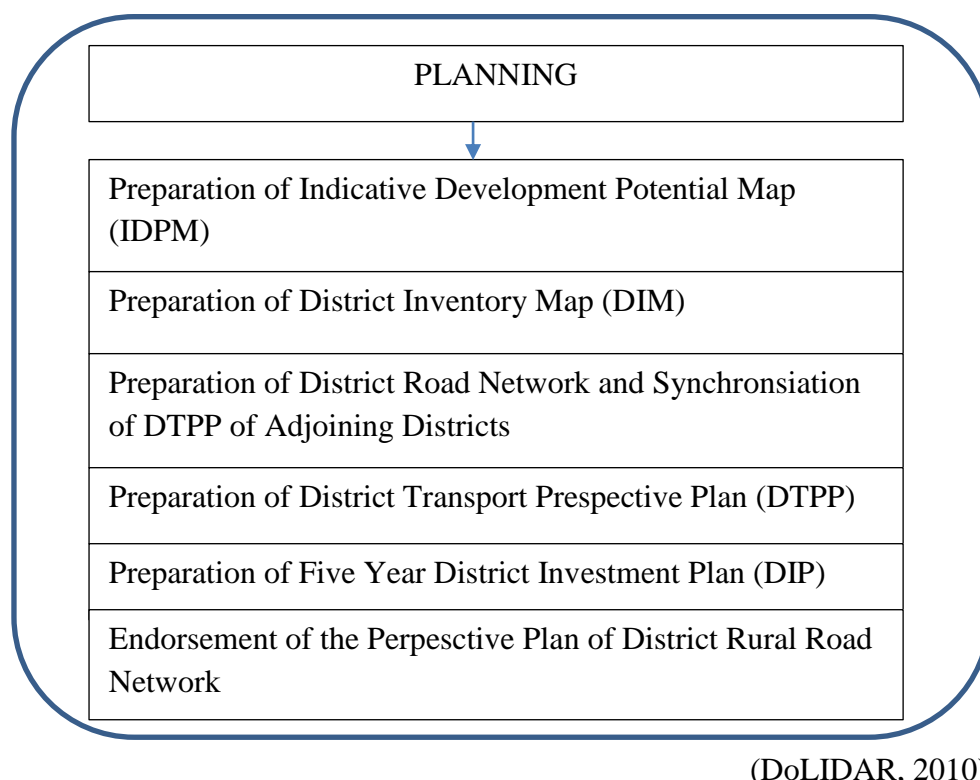 PLANNING
Preparation of Indicative Development Potential Map
(IDPM)
Preparation of District Inventory Map (DIM)
Preparation of District Road Network and Synchronsiation
of DTPP of Adjoining Districts
Preparation of District Transport Prespective Plan (DTPP)
Preparation of Five Year District Investment Plan (DIP)
Endorsement of the Perpesctive Plan of District Rural Road
Network
(DoLIDAR, 2010)